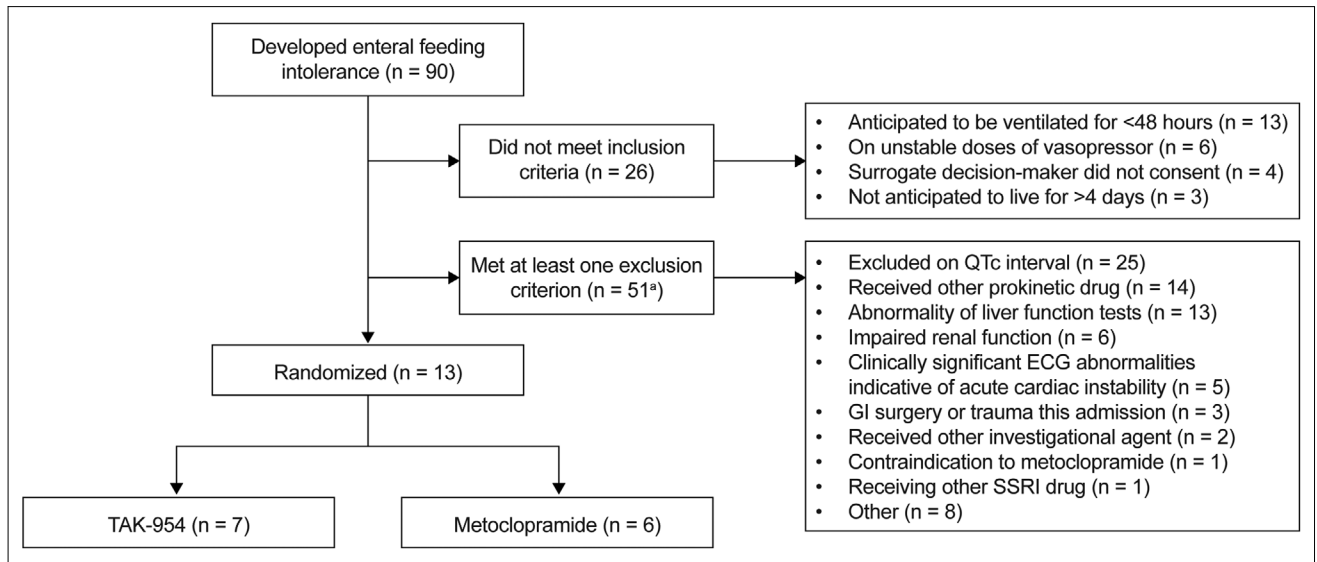 Developed enteral feeding
intolerance (n = 90)
Did not meet inclusion
criteria (n = 26)
• Anticipated to be ventilated for <48 hours (n = 13)
• On unstable doses of vasopressor (n = 6)
• Surrogate decision-maker did not consent (n = 4)
• Not anticipated to live for >4 days (n = 3)
Met at least one exclusion
criterion (n = 51ᵃ)
• Excluded on QTc interval (n = 25)
• Received other prokinetic drug (n = 14)
• Abnormality of liver function tests (n = 13)
• Impaired renal function (n = 6)
• Clinically significant ECG abnormalities
indicative of acute cardiac instability (n = 5)
• GI surgery or trauma this admission (n = 3)
• Received other investigational agent (n = 2)
• Contraindication to metoclopramide (n = 1)
• Receiving other SSRI drug (n = 1)
• Other (n = 8)
Randomized (n = 13)
TAK-954 (n = 7)
Metoclopramide (n = 6)